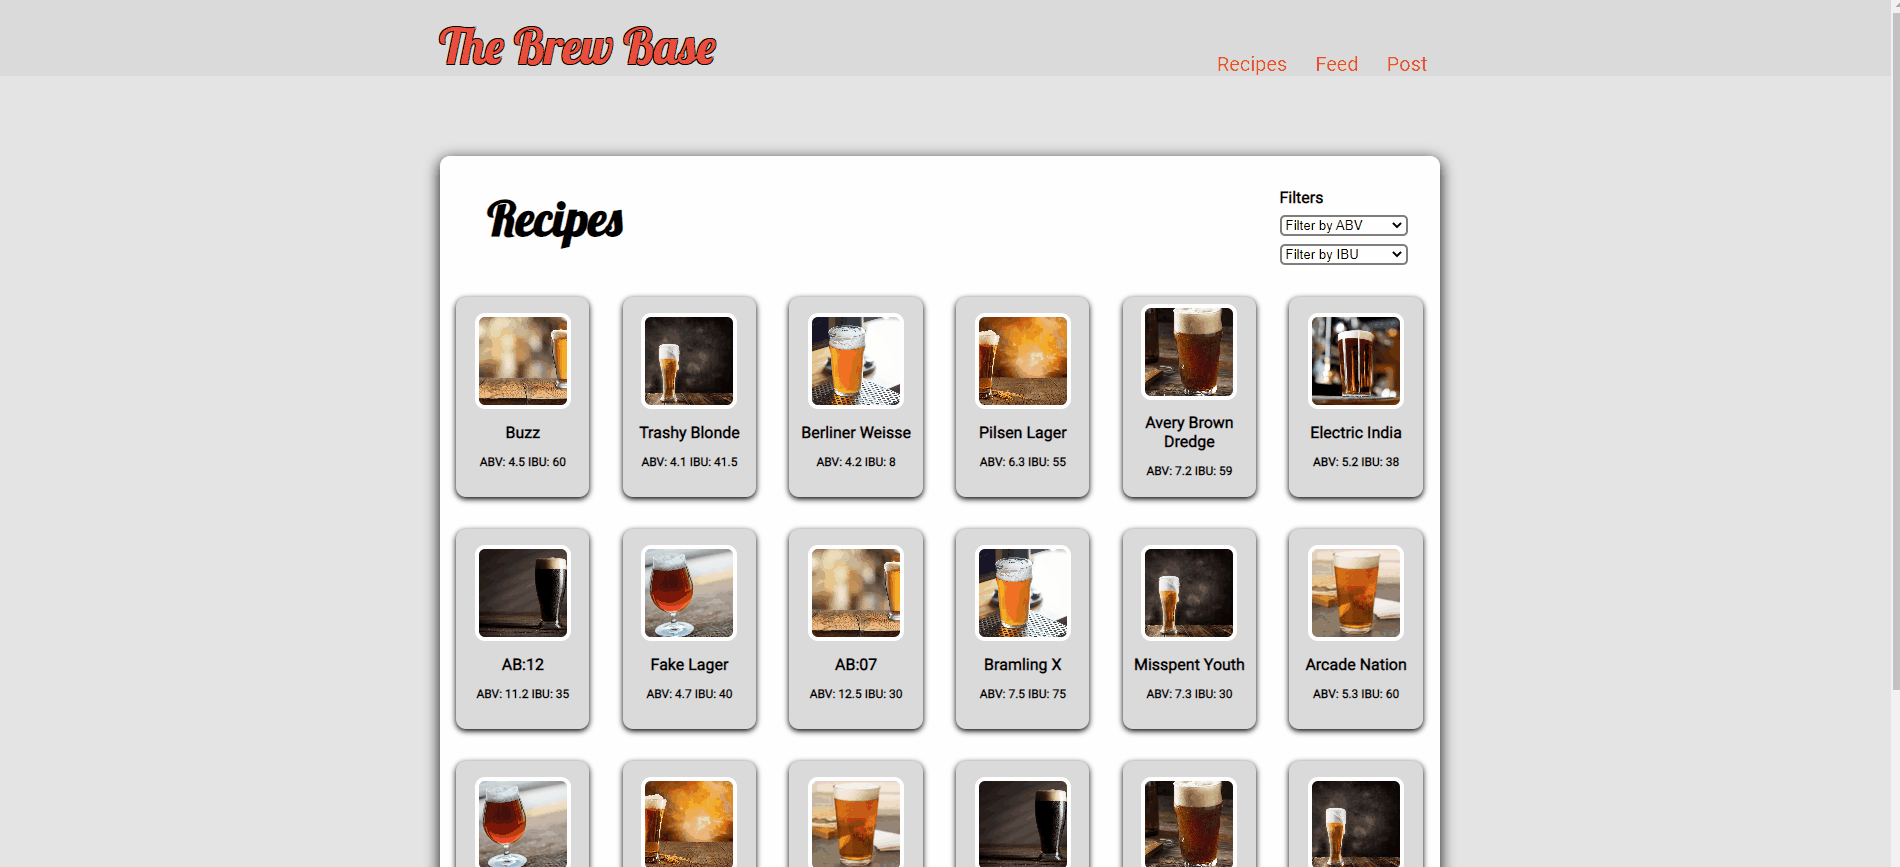 The Brew Base
Recipes Feed Post
Recipes
Filters
Filter by ABV
Filter by IBU
Buzz
ABV: 4.5 IBU: 60
Trashy Blonde
ABV: 4.1 IBU: 41.5
Berliner Weisse
ABV: 4.2 IBU: 8
Pilsen Lager
ABV: 6.3 IBU: 55
Avery Brown
Dredge
ABV: 7.2 IBU: 59
Electric India
ABV: 5.2 IBU: 38
AB:12
ABV: 11.2 IBU: 35
Fake Lager
ABV: 4.7 IBU: 40
AB:07
ABV: 12.5 IBU: 30
Bramling X
ABV: 7.5 IBU: 75
Misspent Youth
ABV: 7.3 IBU: 30
Arcade Nation
ABV: 5.3 IBU: 60